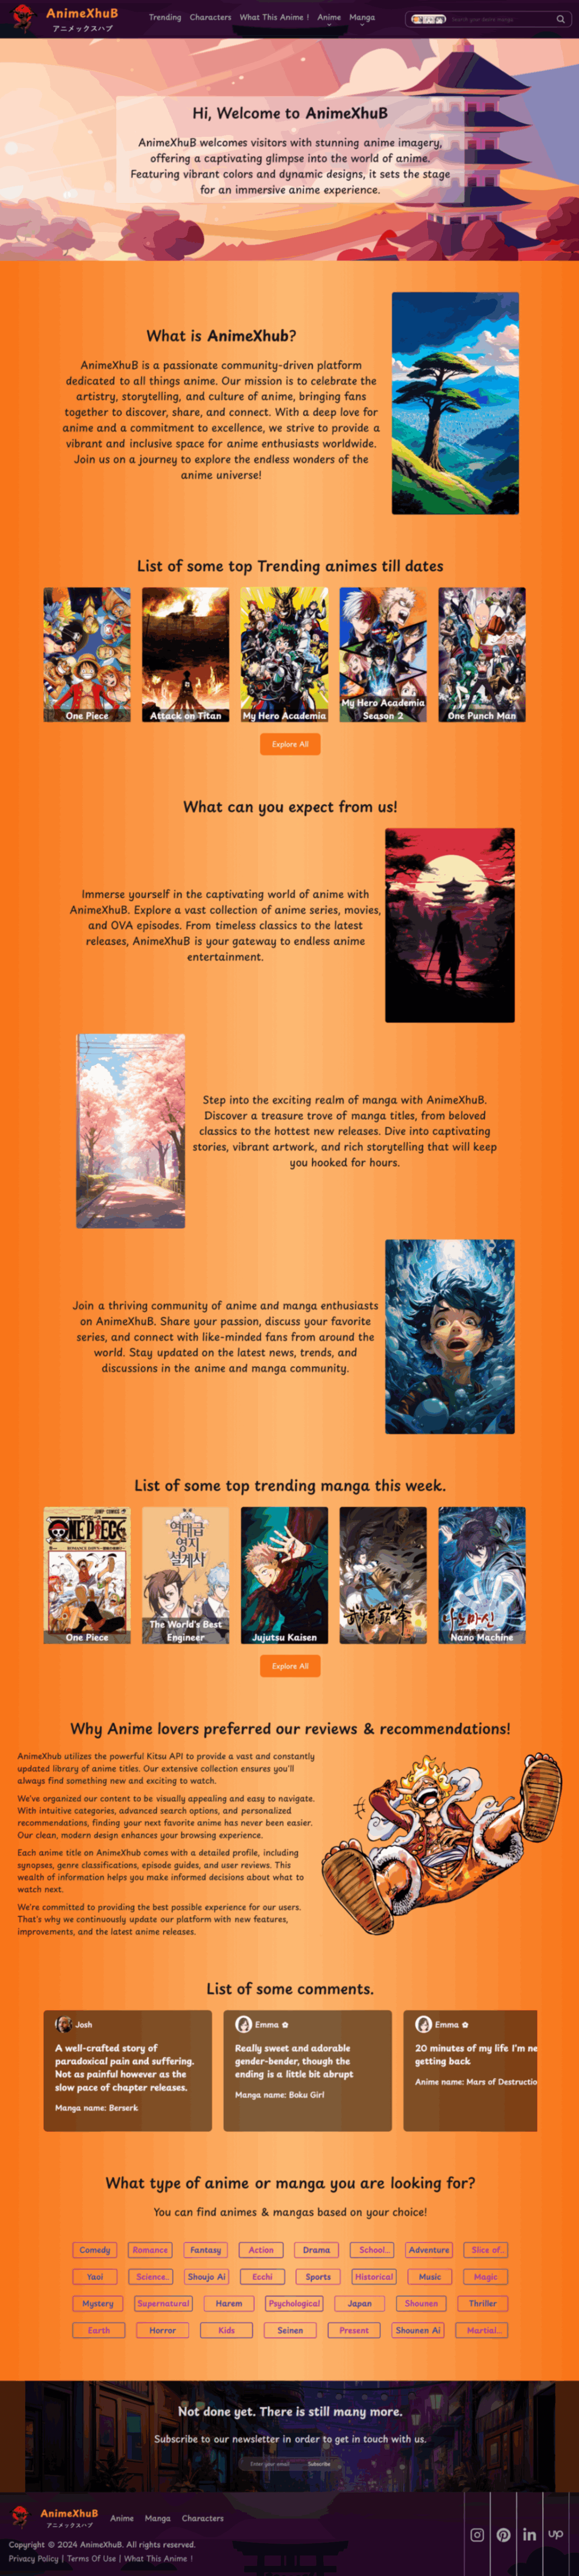 AnimeXhuB
アニメックスハブ
Trending Characters What This Anime ! Anime Manga
Search your desire manga
Hi, Welcome to AnimeXhuB
AnimeXhuB welcomes visitors with stunning anime imagery,
offering a captivating glimpse into the world of anime.
Featuring vibrant colors and dynamic designs, it sets the stage
for an immersive anime experience.
What is AnimeXhub?
AnimeXhuB is a passionate community-driven platform
dedicated to all things anime. Our mission is to celebrate the
artistry, storytelling, and culture of anime, bringing fans
together to discover, share, and connect. With a deep love for
anime and a commitment to excellence, we strive to provide a
vibrant and inclusive space for anime enthusiasts worldwide.
Join us on a journey to explore the endless wonders of the
anime universe!
List of some top Trending animes till dates
One Piece
Attack on Titan
My Hero Academia
My Hero Academia
Season 2
One Punch Man
Explore All
What can you expect from us!
Immerse yourself in the captivating world of anime with
AnimeXhuB. Explore a vast collection of anime series, movies,
and OVA episodes. From timeless classics to the latest
releases, AnimeXhuB is your gateway to endless anime
entertainment.
Step into the exciting realm of manga with AnimeXhuB.
Discover a treasure trove of manga titles, from beloved
classics to the hottest new releases. Dive into captivating
stories, vibrant artwork, and rich storytelling that will keep
you hooked for hours.
Join a thriving community of anime and manga enthusiasts
on AnimeXhuB. Share your passion, discuss your favorite
series, and connect with like-minded fans from around the
world. Stay updated on the latest news, trends, and
discussions in the anime and manga community.
List of some top trending manga this week.
JUMP COMICS
ONE PIECE
One Piece
역대급
영지
설계사
The World's Best
Engineer
Jujutsu Kaisen
武炼巅峰
나노마신
Nano Machine
Explore All
Why Anime lovers preferred our reviews & recommendations!
AnimeXhub utilizes the powerful Kitsu API to provide a vast and constantly
updated library of anime titles. Our extensive collection ensures you'll
always find something new and exciting to watch.
We've organized our content to be visually appealing and easy to navigate.
With intuitive categories, advanced search options, and personalized
recommendations, finding your next favorite anime has never been easier.
Our clean, modern design enhances your browsing experience.
Each anime title on AnimeXhub comes with a detailed profile, including
synopses, genre classifications, episode guides, and user reviews. This
wealth of information helps you make informed decisions about what to
watch next.
We're committed to providing the best possible experience for our users.
That's why we continuously update our platform with new features,
improvements, and the latest anime releases.
List of some comments.
Josh
A well-crafted story of
paradoxical pain and suffering.
Not as painful however as the
slow pace of chapter releases.
Manga name: Berserk
Emma ✿
Really sweet and adorable
gender-bender, though the
ending is a little bit abrupt
Manga name: Boku Girl
Emma ✿
20 minutes of my life I'm ne
getting back
Anime name: Mars of Destructio
What type of anime or manga you are looking for?
You can find animes & mangas based on your choice!
Comedy Romance Fantasy Action Drama School... Adventure Slice of...
Yaoi Science... Shoujo Ai Ecchi Sports Historical Music Magic
Mystery Supernatural Harem Psychological Japan Shounen Thriller
Earth Horror Kids Seinen Present Shounen Ai Martial...
Not done yet. There is still many more.
Subscribe to our newsletter in order to get in touch with us.
Enter your email Subscribe
AnimeXhuB
アニメックスハブ
Anime Manga Characters
Copyright © 2024 AnimeXhuB. All rights reserved.
Privacy Policy | Terms Of Use | What This Anime !
in
up